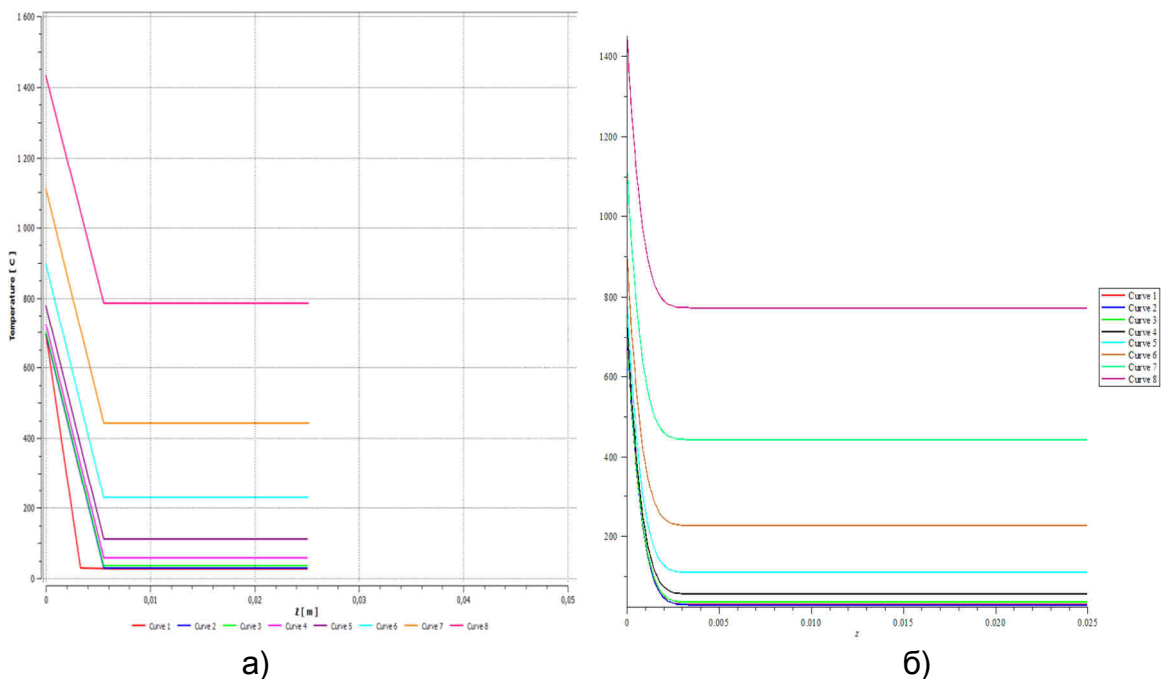 1 600
1 400
1 200
1 000
800
600
400
200
0
Temperature [ C ]
0
0,01
0,02
0,03
0,04
0,05
Z [ m ]
Curve 1 Curve 2 Curve 3 Curve 4 Curve 5 Curve 6 Curve 7 Curve 8
а)
1400
1200
1000
800
600
400
200
0
0.005
0.010
0.015
0.020
0.025
z
Curve 1
Curve 2
Curve 3
Curve 4
Curve 5
Curve 6
Curve 7
Curve 8
б)